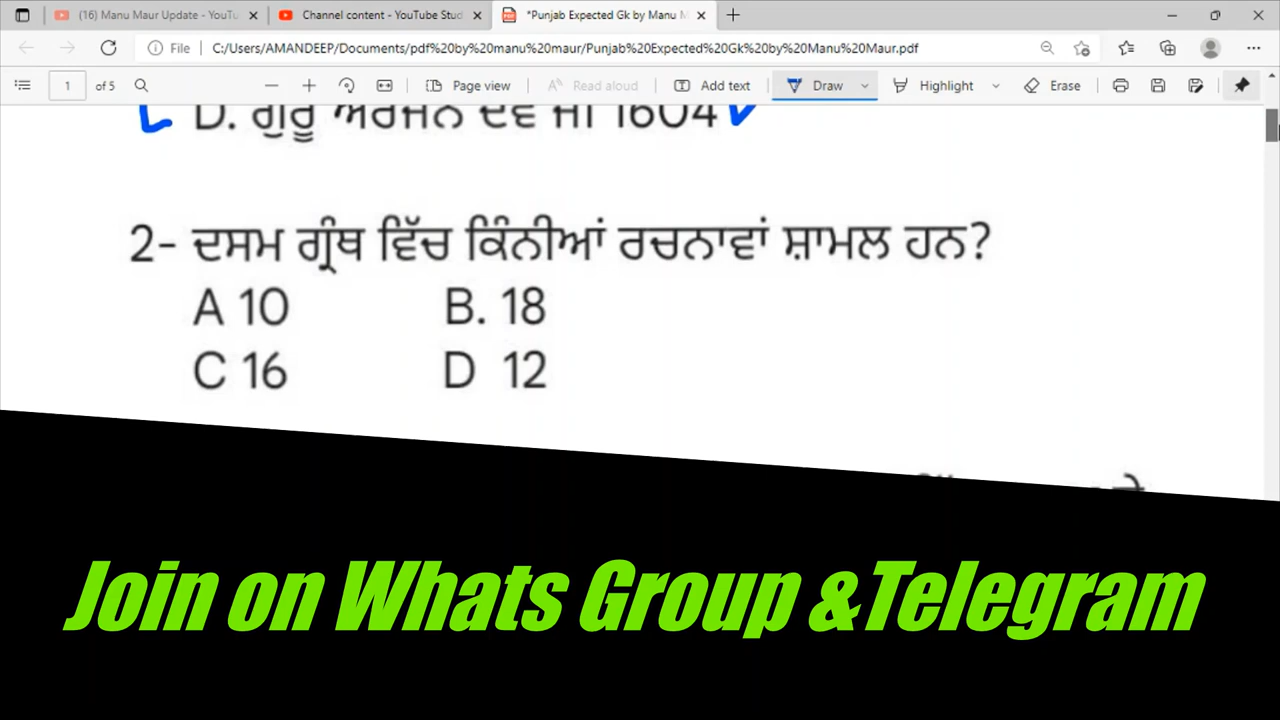 (16) Manu Maur Update - YouTu
Channel content - YouTube Stud
*Punjab Expected Gk by Manu M
File C:/Users/AMANDEEP/Documents/pdf%20by%20manu%20maur/Punjab%20Expected%20Gk%20by%20Manu%20Maur.pdf
1 of 5 Page view Read aloud Add text Draw Highlight Erase
D. ਗੁਰੂ ਅਰਜਨ ਦੇਵ ਜੀ 1604
2- ਦਸਮ ਗ੍ਰੰਥ ਵਿੱਚ ਕਿੰਨੀਆਂ ਰਚਨਾਵਾਂ ਸ਼ਾਮਲ ਹਨ?
A 10 B. 18
C 16 D 12
Join on Whats Group &Telegram